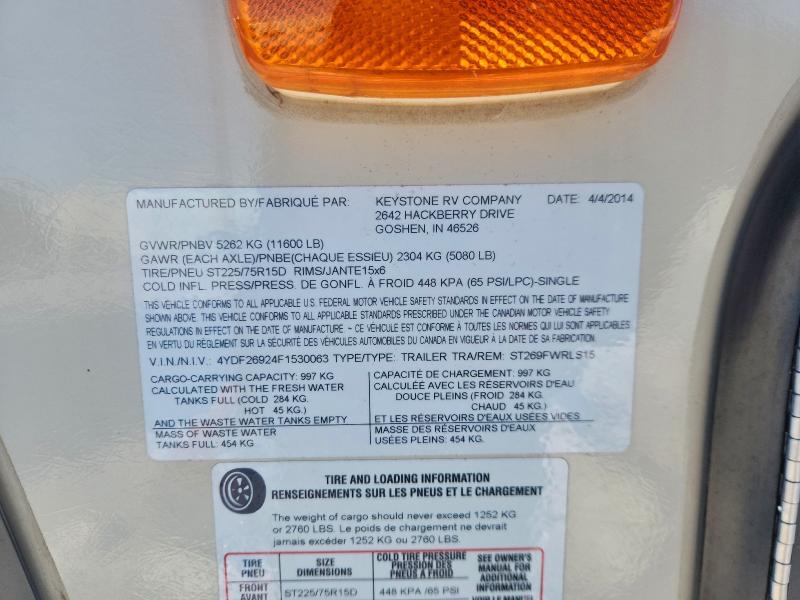 MANUFACTURED BY/FABRIQUÉ PAR: KEYSTONE RV COMPANY DATE: 4/4/2014
2642 HACKBERRY DRIVE
GOSHEN, IN 46526
GVWR/PNBV 5262 KG (11600 LB)
GAWR (EACH AXLE)/PNBE(CHAQUE ESSIEU) 2304 KG (5080 LB)
TIRE/PNEU ST225/75R15D RIMS/JANTE15x6
COLD INFL. PRESS/PRESS. DE GONFL. À FROID 448 KPA (65 PSI/LPC)-SINGLE
THIS VEHICLE CONFORMS TO ALL APPLICABLE U.S. FEDERAL MOTOR VEHICLE SAFETY STANDARDS IN EFFECT ON THE DATE OF MANUFACTURE
SHOWN ABOVE. THIS VEHICLE CONFORMS TO ALL APPLICABLE STANDARDS PRESCRIBED UNDER THE CANADIAN MOTOR VEHICLE SAFETY
REGULATIONS IN EFFECT ON THE DATE OF MANUFACTURE ~ CE VÉHICULE EST CONFORME À TOUTES LES NORMES QUI LUI SONT APPLICABLES
EN VERTU DU RÈGLEMENT SUR LA SÉCURITÉ DES VÉHICULES AUTOMOBILES DU CANADA EN VIGUEUR À LA DATE DE SA FABRICATION.
V.I.N./N.I.V.: 4YDF26924F1530063 TYPE/TYPE: TRAILER TRA/REM: ST269FWRLS15
CARGO-CARRYING CAPACITY: 997 KG
CALCULATED WITH THE FRESH WATER
TANKS FULL (COLD 284 KG.
HOT 45 KG.)
AND THE WASTE WATER TANKS EMPTY
MASS OF WASTE WATER
TANKS FULL: 454 KG
CAPACITÉ DE CHARGEMENT: 997 KG
CALCULÉE AVEC LES RÉSERVOIRS D'EAU
DOUCE PLEINS (FROID 284 KG.
CHAUD 45 KG.)
ET LES RÉSERVOIRS D'EAUX USÉES VIDES
MASSE DES RÉSERVOIRS D'EAUX
USÉES PLEINS: 454 KG
TIRE AND LOADING INFORMATION
RENSEIGNEMENTS SUR LES PNEUS ET LE CHARGEMENT
The weight of cargo should never exceed 1252 KG
or 2760 LBS. Le poids de chargement ne devrait
jamais excéder 1252 KG ou 2760 LBS.
TIRE
PNEU
SIZE
DIMENSIONS
COLD TIRE PRESSURE
PRESSION DES
PNEUS À FROID
SEE OWNER'S
MANUAL FOR
ADDITIONAL
INFORMATION
VOIR LE MANUEL
FRONT
AVANT
ST225/75R15D
448 KPA /65 PSI